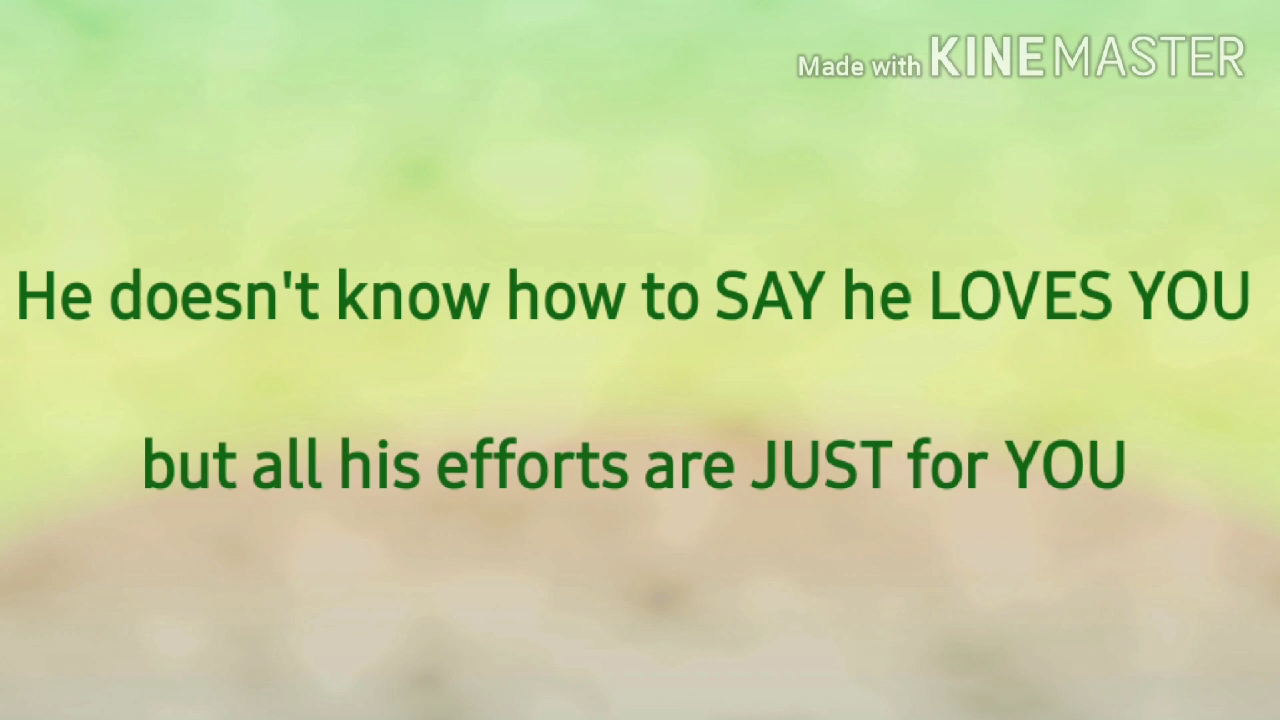 Made with KINEMASTER
He doesn't know how to SAY he LOVES YOU
but all his efforts are JUST for YOU